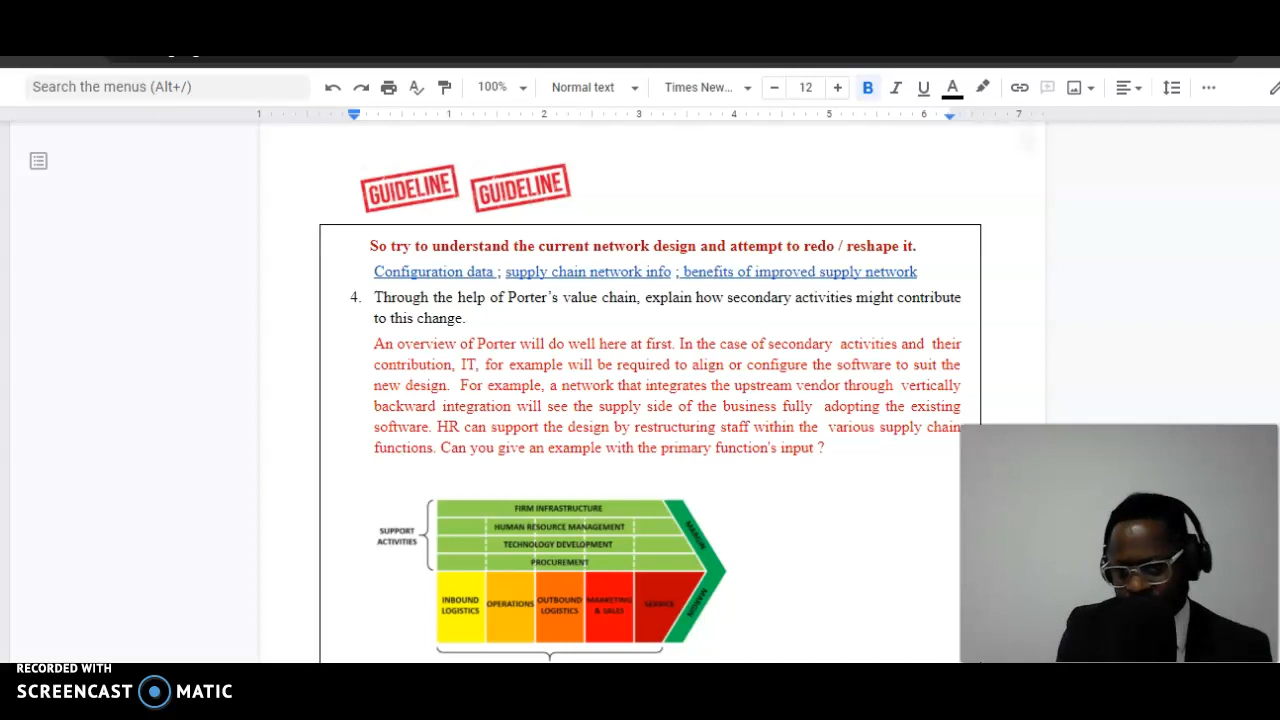 Search the menus (Alt+/)
100%
Normal text
Times New...
12
B I U A
1 1 2 3 4 5 6 7
GUIDELINE GUIDELINE
So try to understand the current network design and attempt to redo / reshape it.
Configuration data ; supply chain network info ; benefits of improved supply network
4. Through the help of Porter's value chain, explain how secondary activities might contribute
to this change.
An overview of Porter will do well here at first. In the case of secondary activities and their
contribution, IT, for example will be required to align or configure the software to suit the
new design. For example, a network that integrates the upstream vendor through vertically
backward integration will see the supply side of the business fully adopting the existing
software. HR can support the design by restructuring staff within the various supply chain
functions. Can you give an example with the primary function's input ?
SUPPORT
ACTIVITIES
FIRM INFRASTRUCTURE
HUMAN RESOURCE MANAGEMENT
TECHNOLOGY DEVELOPMENT
PROCUREMENT
INBOUND
LOGISTICS
OPERATIONS
OUTBOUND
LOGISTICS
MARKETING
& SALES
SERVICE
MARGIN
MARGIN
RECORDED WITH
SCREENCAST MATIC